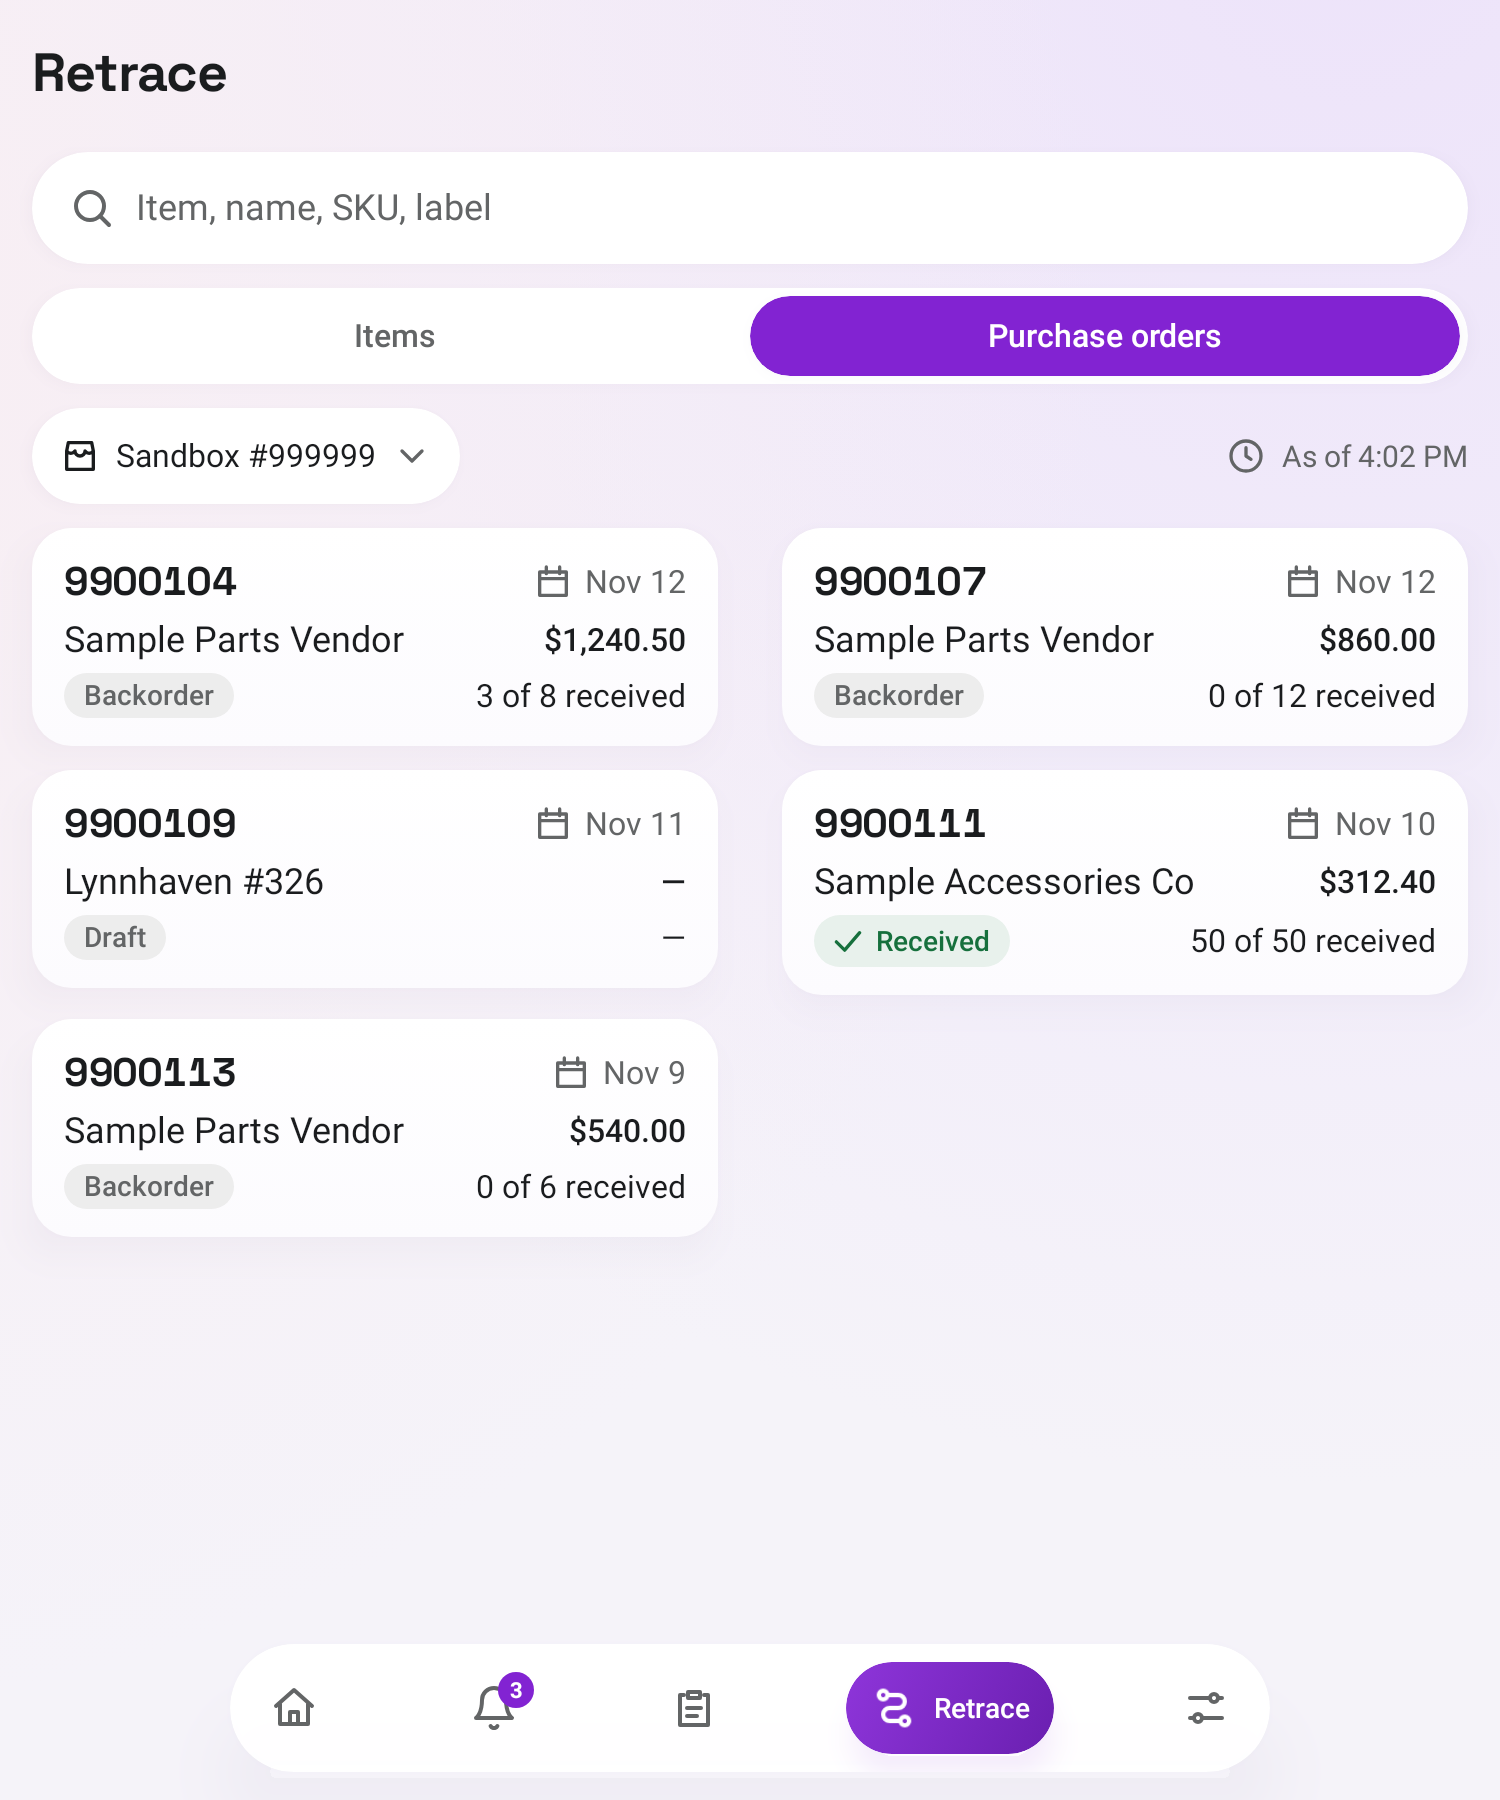 Retrace
Item, name, SKU, label
Items
Purchase orders
Sandbox #999999
As of 4:02 PM
9900104
Nov 12
Sample Parts Vendor
$1,240.50
Backorder
3 of 8 received
9900107
Nov 12
Sample Parts Vendor
$860.00
Backorder
0 of 12 received
9900109
Nov 11
Lynnhaven #326
—
Draft
—
9900111
Nov 10
Sample Accessories Co
$312.40
Received
50 of 50 received
9900113
Nov 9
Sample Parts Vendor
$540.00
Backorder
0 of 6 received
3
Retrace